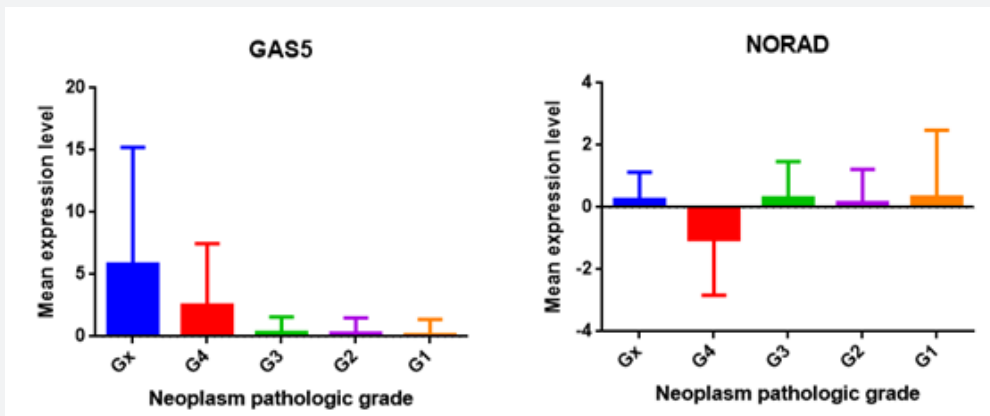 GAS5
Mean expression level
20
15
10
5
0
Gx
G4
G3
G2
G1
Neoplasm pathologic grade
NORAD
Mean expression level
4
2
0
-2
-4
Gx
G4
G3
G2
G1
Neoplasm pathologic grade